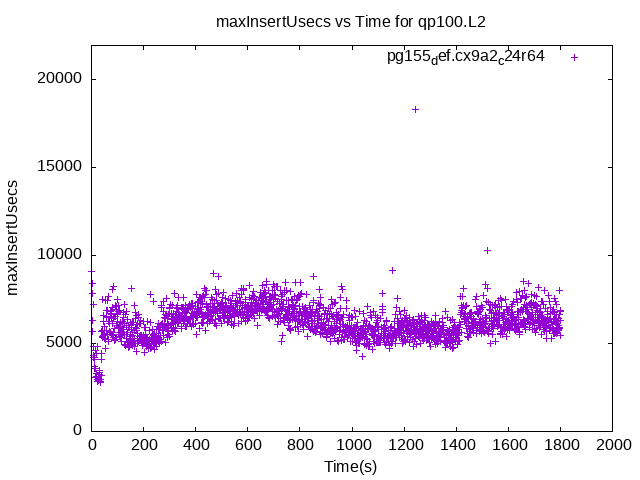 maxInsertUsecs vs Time for qp100.L2
pg155_def.cx9a2_c24r64
20000
15000
10000
5000
0
maxInsertUsecs
0 200 400 600 800 1000 1200 1400 1600 1800 2000
Time(s)